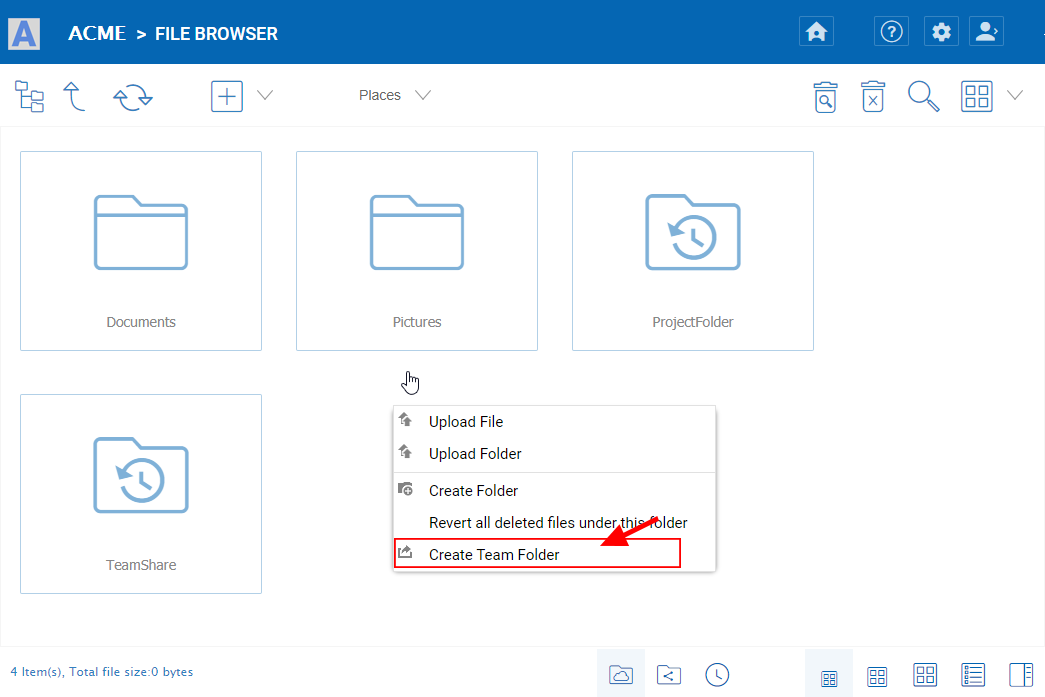 A ACME > FILE BROWSER
Places
Documents
Pictures
ProjectFolder
Upload File
Upload Folder
Create Folder
Revert all deleted files under this folder
Create Team Folder
TeamShare
4 Item(s), Total file size:0 bytes